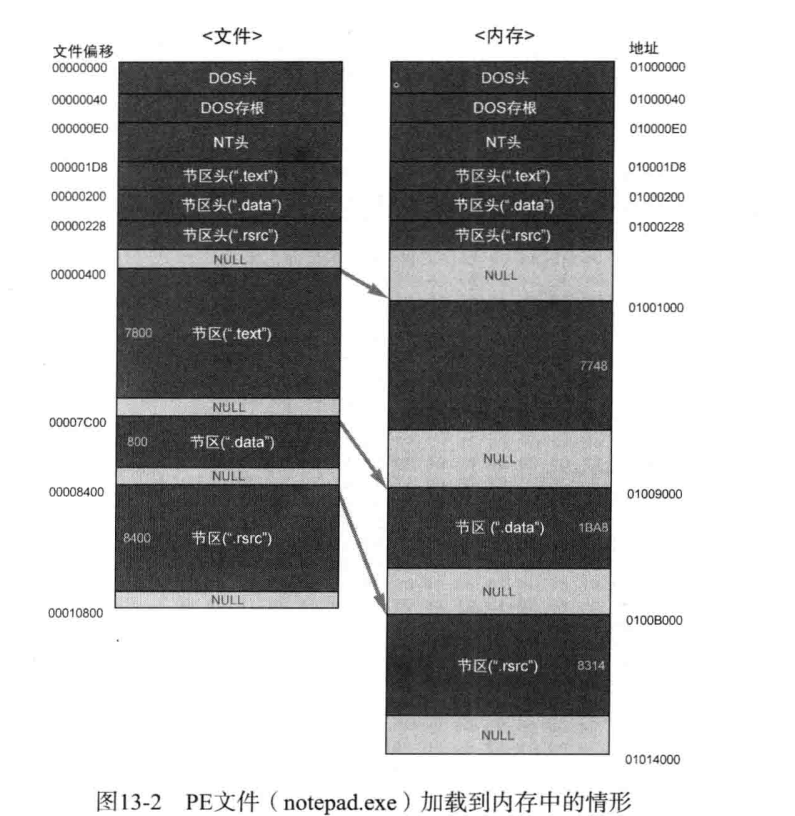 <文件> <内存>
文件偏移 地址
00000000 DOS头 DOS头 01000000
00000040 DOS存根 DOS存根 01000040
000000E0 NT头 NT头 010000E0
000001D8 节区头(“.text”) 节区头(“.text”) 010001D8
00000200 节区头(“.data”) 节区头(“.data”) 01000200
00000228 节区头(“.rsrc”) 节区头(“.rsrc”) 01000228
NULL
00000400 NULL
01001000
7800 节区(“.text”)
7748
NULL
00007C00
800 节区(“.data”)
NULL
NULL
00008400 01009000
节区 (“.data”) 1BA8
8400 节区(“.rsrc”)
NULL
NULL
00010800 0100B000
节区(“.rsrc”) 8314
NULL
01014000
图13-2 PE文件（notepad.exe）加载到内存中的情形